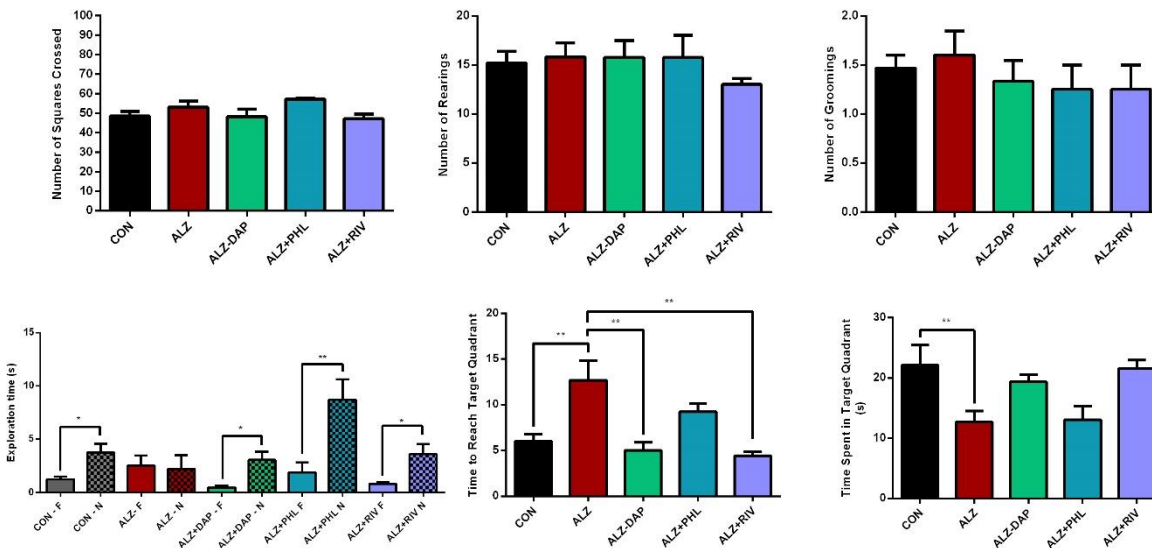 Number of Squares Crossed
100
90
80
70
60
50
40
30
20
10
0
CON
ALZ
ALZ-DAP
ALZ+PHL
ALZ+RIV
Number of Rearings
20
15
10
5
0
CON
ALZ
ALZ-DAP
ALZ+PHL
ALZ+RIV
Number of Groomings
2.0
1.5
1.0
0.5
0.0
CON
ALZ
ALZ-DAP
ALZ+PHL
ALZ+RIV
Exploration time (s)
15
10
5
0
*
*
**
*
CON - F
CON - N
ALZ - F
ALZ - N
ALZ+DAP - F
ALZ+DAP - N
ALZ+PHL F
ALZ+PHL N
ALZ+RIV F
ALZ+RIV N
Time to Reach Target Quadrant
20
15
10
5
0
**
**
**
CON
ALZ
ALZ-DAP
ALZ+PHL
ALZ+RIV
Time Spent in Target Quadrant
(s)
30
20
10
0
**
CON
ALZ
ALZ-DAP
ALZ+PHL
ALZ+RIV